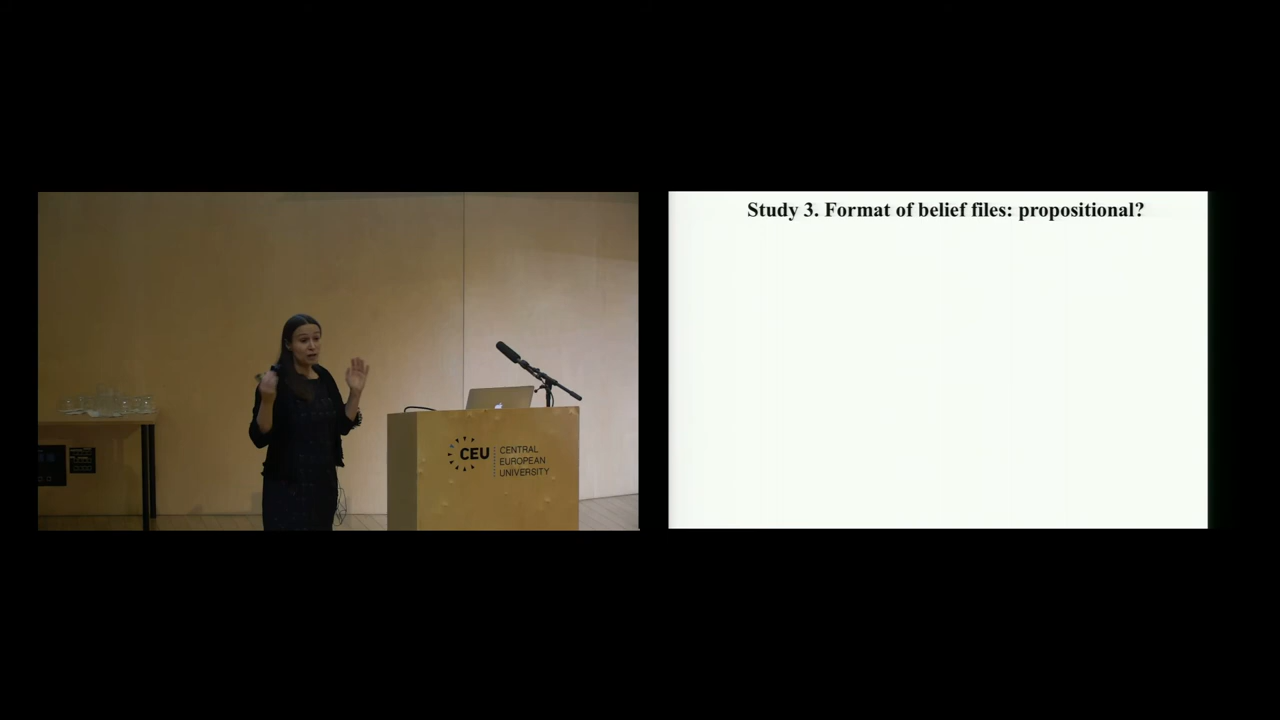 Study 3. Format of belief files: propositional?
CEU
CENTRAL
EUROPEAN
UNIVERSITY